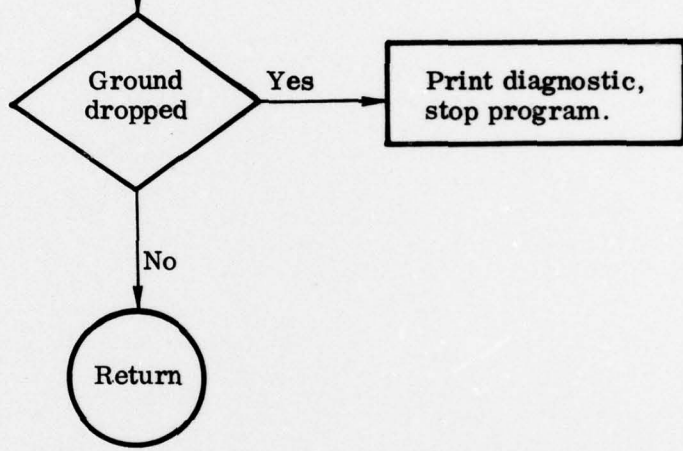 Ground
dropped
Yes
Print diagnostic,
stop program.
No
Return